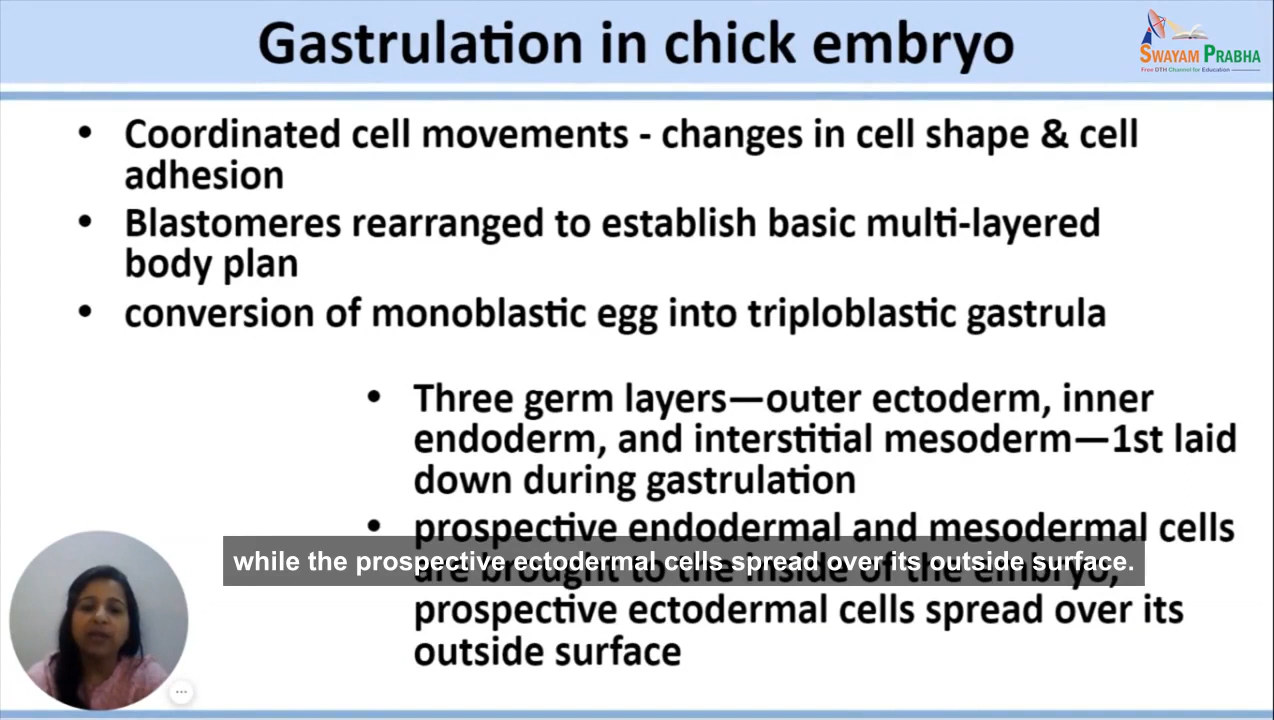 Gastrulation in chick embryo
SWAYAM PRABHA
Free DTH Channel for Education
• Coordinated cell movements - changes in cell shape & cell
adhesion
• Blastomeres rearranged to establish basic multi-layered
body plan
• conversion of monoblastic egg into triploblastic gastrula
• Three germ layers—outer ectoderm, inner
endoderm, and interstitial mesoderm—1st laid
down during gastrulation
• prospective endodermal and mesodermal cells
while the prospective ectodermal cells spread over its outside surface.
are brought to the inside of the embryo,
prospective ectodermal cells spread over its
outside surface